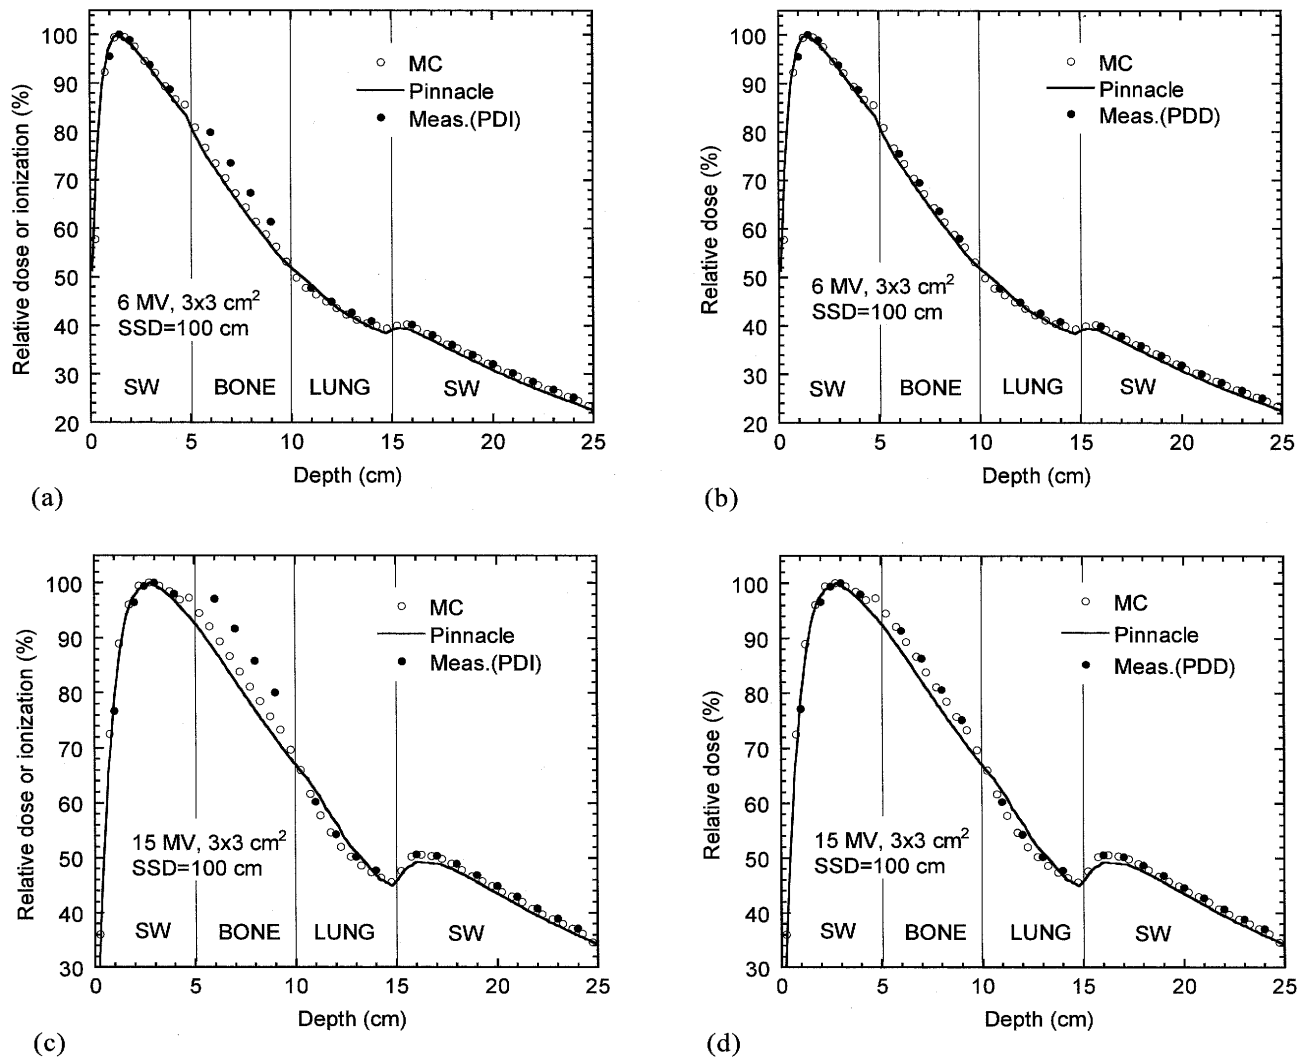 100
90
80
70
60
50
40
30
20
Relative dose or ionization (%)
MC
Pinnacle
Meas.(PDI)
6 MV, 3x3 cm²
SSD=100 cm
SW BONE LUNG SW
0 5 10 15 20 25
Depth (cm)
(a)
100
90
80
70
60
50
40
30
20
Relative dose (%)
MC
Pinnacle
Meas.(PDD)
6 MV, 3x3 cm²
SSD=100 cm
SW BONE LUNG SW
0 5 10 15 20 25
Depth (cm)
(b)
100
90
80
70
60
50
40
30
Relative dose or ionization (%)
MC
Pinnacle
Meas.(PDI)
15 MV, 3x3 cm²
SSD=100 cm
SW BONE LUNG SW
0 5 10 15 20 25
Depth (cm)
(c)
100
90
80
70
60
50
40
30
Relative dose (%)
MC
Pinnacle
Meas.(PDD)
15 MV, 3x3 cm²
SSD=100 cm
SW BONE LUNG SW
0 5 10 15 20 25
Depth (cm)
(d)